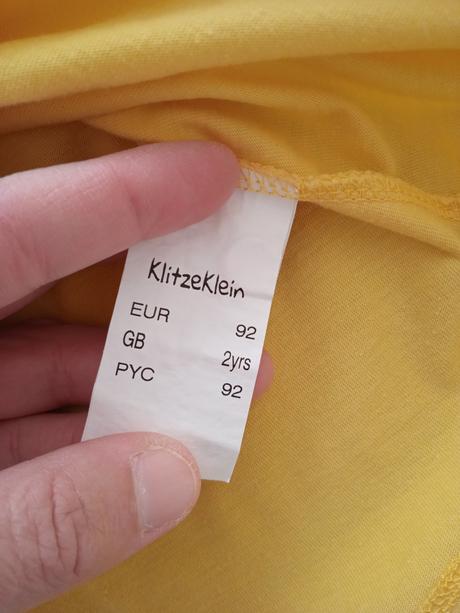 KlitzeKlein
EUR 92
GB 2yrs
РУС 92